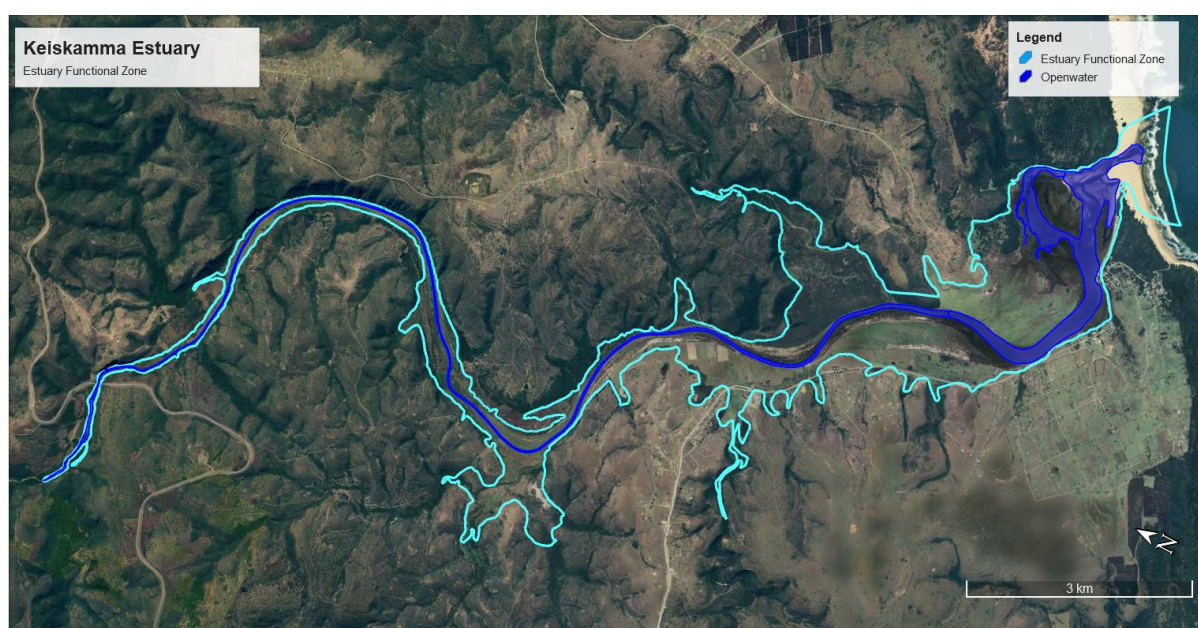 Keiskamma Estuary
Estuary Functional Zone
Legend
Estuary Functional Zone
Openwater
N
3 km